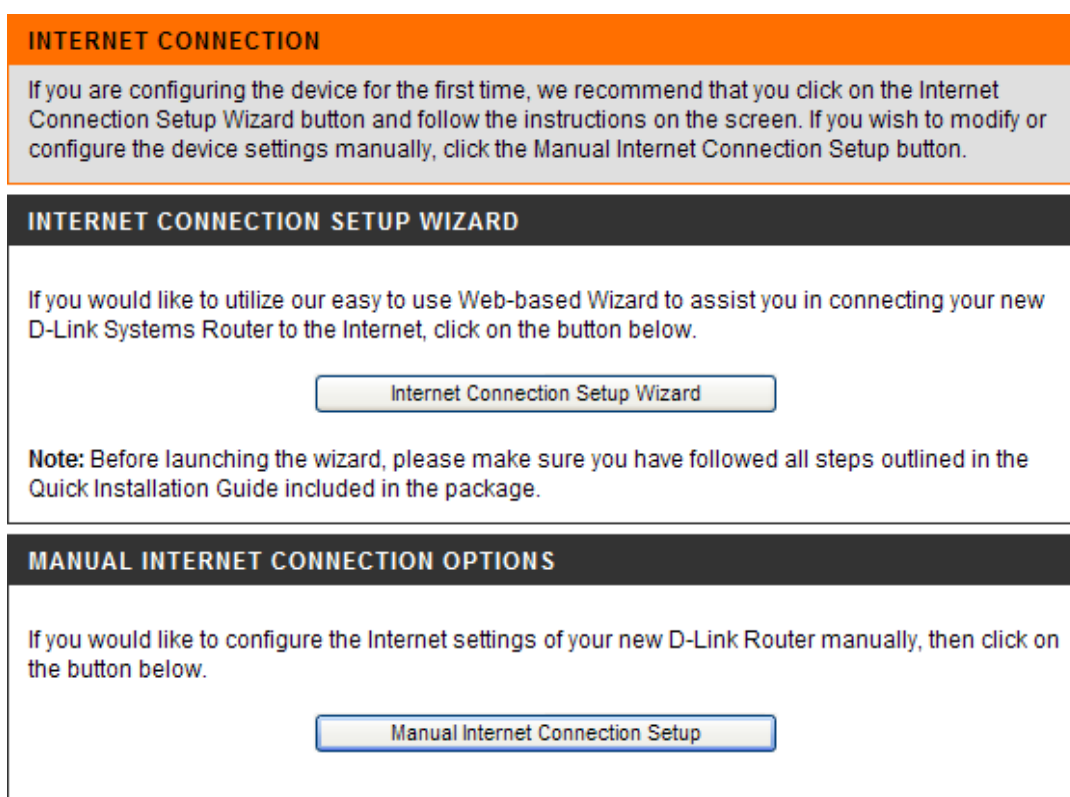 INTERNET CONNECTION
If you are configuring the device for the first time, we recommend that you click on the Internet
Connection Setup Wizard button and follow the instructions on the screen. If you wish to modify or
configure the device settings manually, click the Manual Internet Connection Setup button.
INTERNET CONNECTION SETUP WIZARD
If you would like to utilize our easy to use Web-based Wizard to assist you in connecting your new
D-Link Systems Router to the Internet, click on the button below.
Internet Connection Setup Wizard
Note: Before launching the wizard, please make sure you have followed all steps outlined in the
Quick Installation Guide included in the package.
MANUAL INTERNET CONNECTION OPTIONS
If you would like to configure the Internet settings of your new D-Link Router manually, then click on
the button below.
Manual Internet Connection Setup